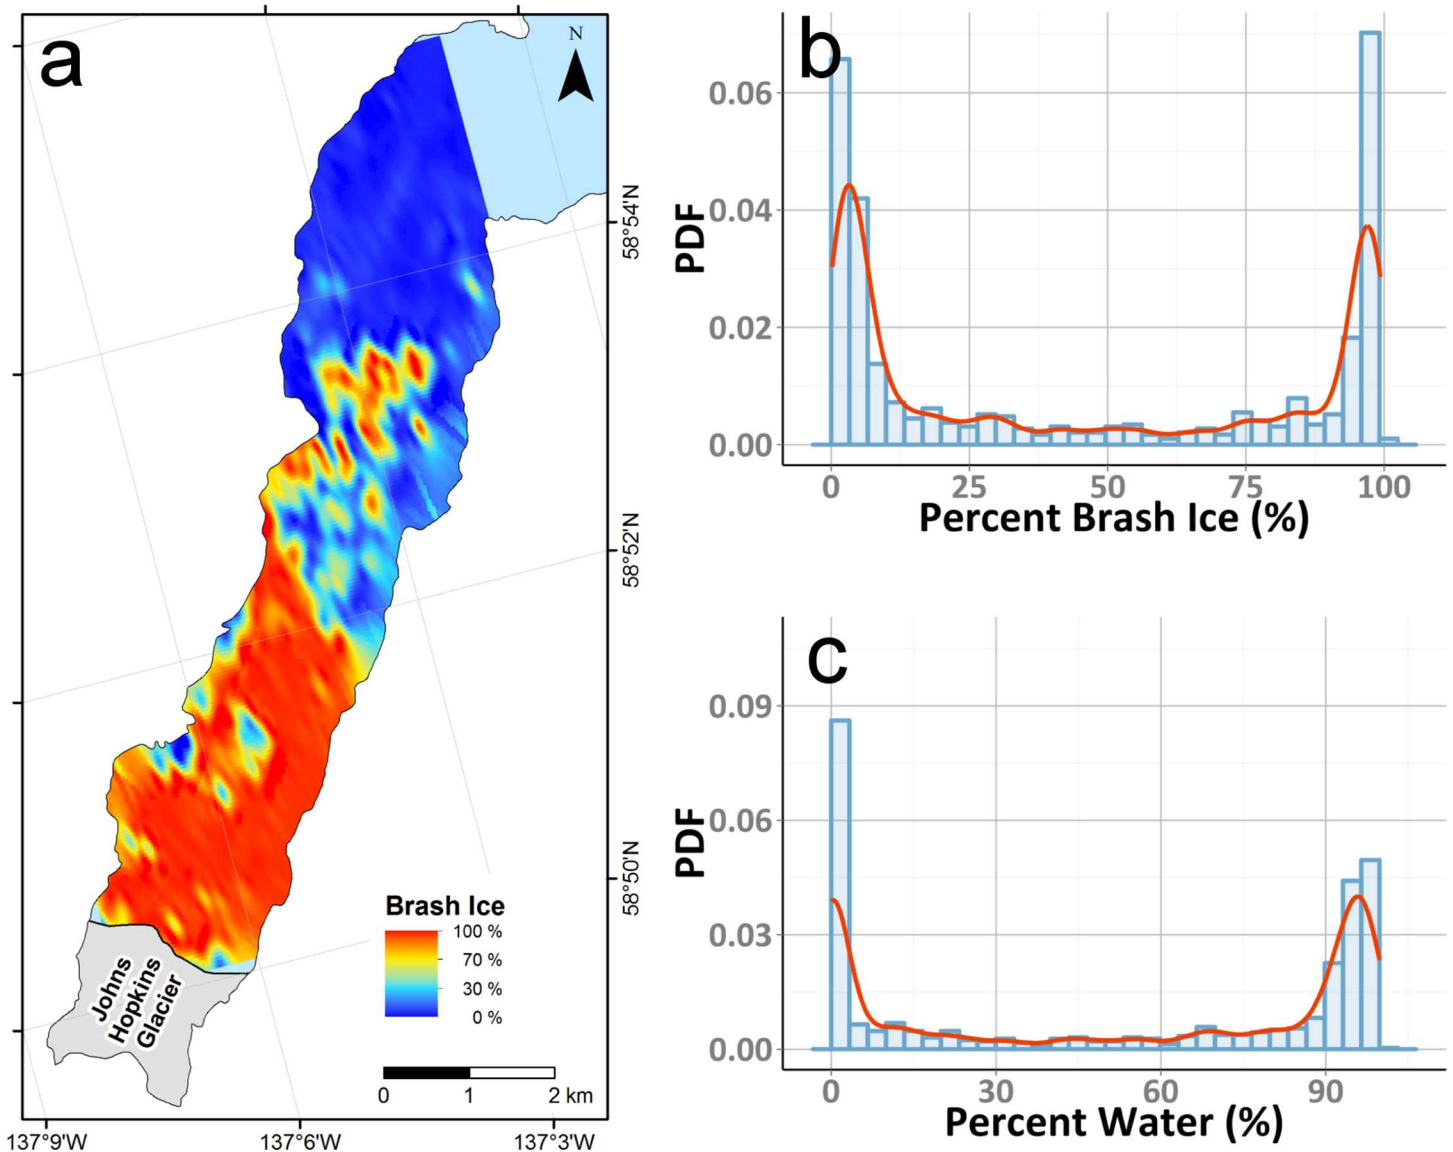 a
N
58°54'N
58°52'N
58°50'N
Brash Ice
100 %
70 %
30 %
0 %
Johns
Hopkins
Glacier
0 1 2 km
137°9'W 137°6'W 137°3'W
b
PDF
0.06
0.04
0.02
0.00
0 25 50 75 100
Percent Brash Ice (%)
c
PDF
0.09
0.06
0.03
0.00
0 30 60 90
Percent Water (%)